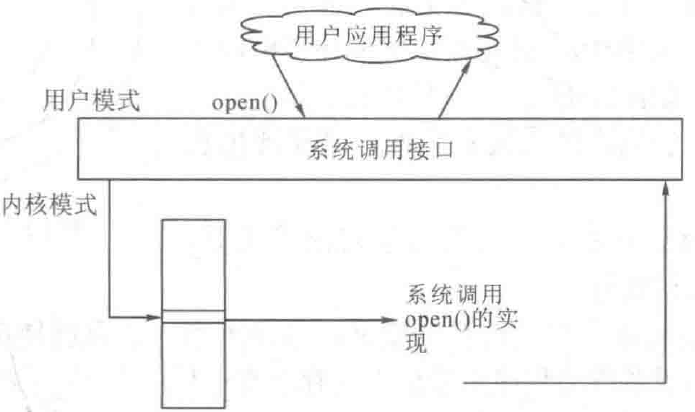 用户应用程序
用户模式
open()
系统调用接口
内核模式
系统调用
open()的实
现